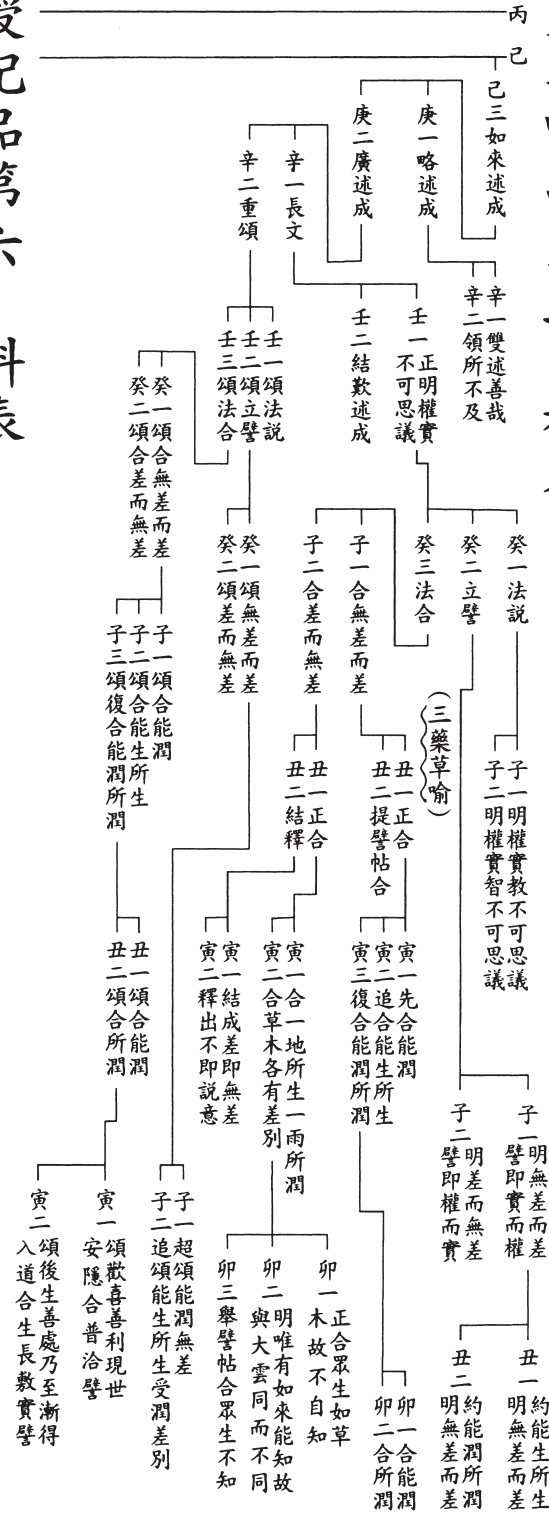 丙
己
己三如來述成
庚一略述成
庚二廣述成
辛一雙述善哉
辛二領所不及
辛一長文
辛二重頌
壬一正明權實不可思議
壬二結歎述成
壬一頌法說
壬二頌立譬
壬三頌法合
癸一法說
癸二立譬
癸三法合
癸一頌無差而差
癸二頌差而無差
癸一頌合無差而差
癸二頌合差而無差
子一明權實教不可思議
子二明權實智不可思議
(三藥草喻)
子一合無差而差
子二合差而無差
子一頌合能潤
子二頌合能生所生
子三頌復合能潤所潤
丑一正合
丑二提譬帖合
丑一正合
丑二結釋
寅一先合能潤
寅二追合能生所生
寅三復合能潤所潤
寅一合一地所生一雨所潤
寅二合草木各有差別
寅一結成差即無差
寅二釋出不即說意
丑一頌合能潤
丑二頌合所潤
子一明無差而差譬即實而權
子二明差而無差譬即權而實
丑一約能生所生明無差而差
丑二約能潤所潤明無差而差
卯一合能潤
卯二合所潤
卯一正合眾生如草木故不自知
卯二明唯有如來能知故與大雲同而不同
卯三舉譬帖合眾生不知
子一超頌能潤無差
子二追頌能生所生受潤差別
寅一頌歡喜善利現世安隱合普洽譬
寅二頌後生善處乃至漸得入道合生長敷實譬
受記品第六 科表